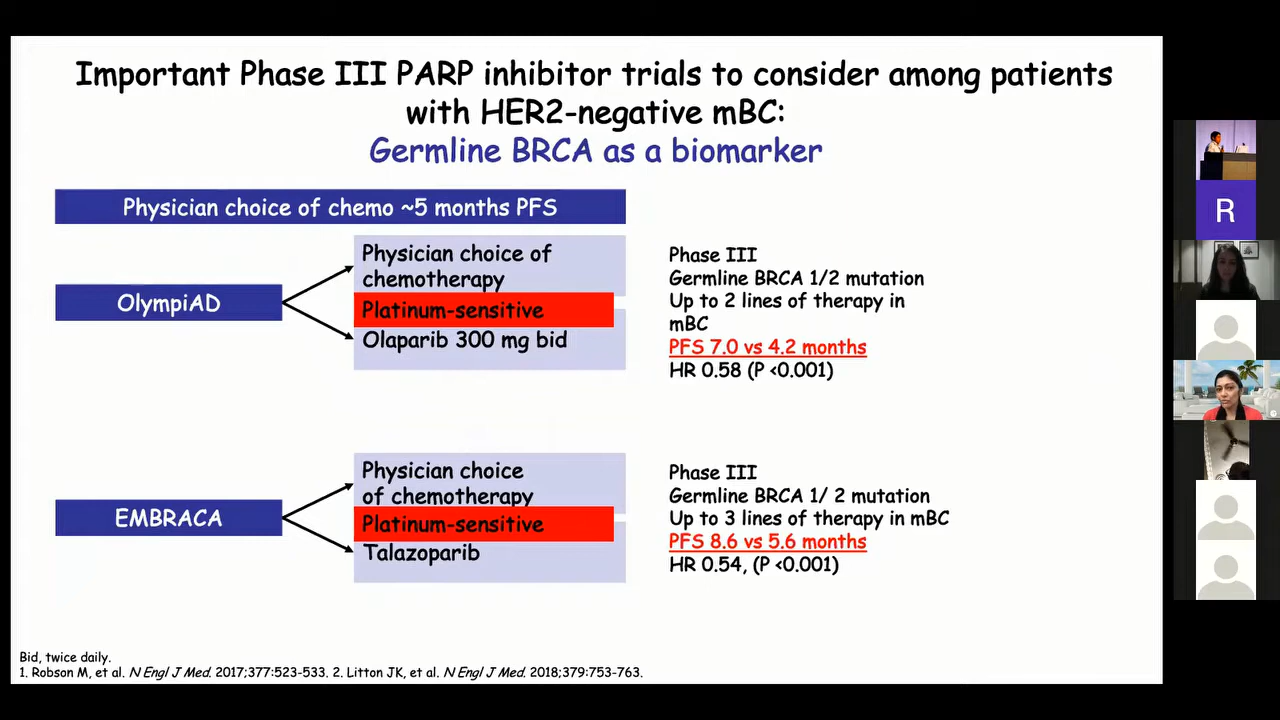 Important Phase III PARP inhibitor trials to consider among patients
with HER2-negative mBC:
Germline BRCA as a biomarker
Physician choice of chemo ~5 months PFS
OlympiAD
Physician choice of
chemotherapy
Platinum-sensitive
Olaparib 300 mg bid
Phase III
Germline BRCA 1/2 mutation
Up to 2 lines of therapy in
mBC
PFS 7.0 vs 4.2 months
HR 0.58 (P <0.001)
EMBRACA
Physician choice
of chemotherapy
Platinum-sensitive
Talazoparib
Phase III
Germline BRCA 1/ 2 mutation
Up to 3 lines of therapy in mBC
PFS 8.6 vs 5.6 months
HR 0.54, (P <0.001)
Bid, twice daily.
1. Robson M, et al. N Engl J Med. 2017;377:523-533. 2. Litton JK, et al. N Engl J Med. 2018;379:753-763.
R